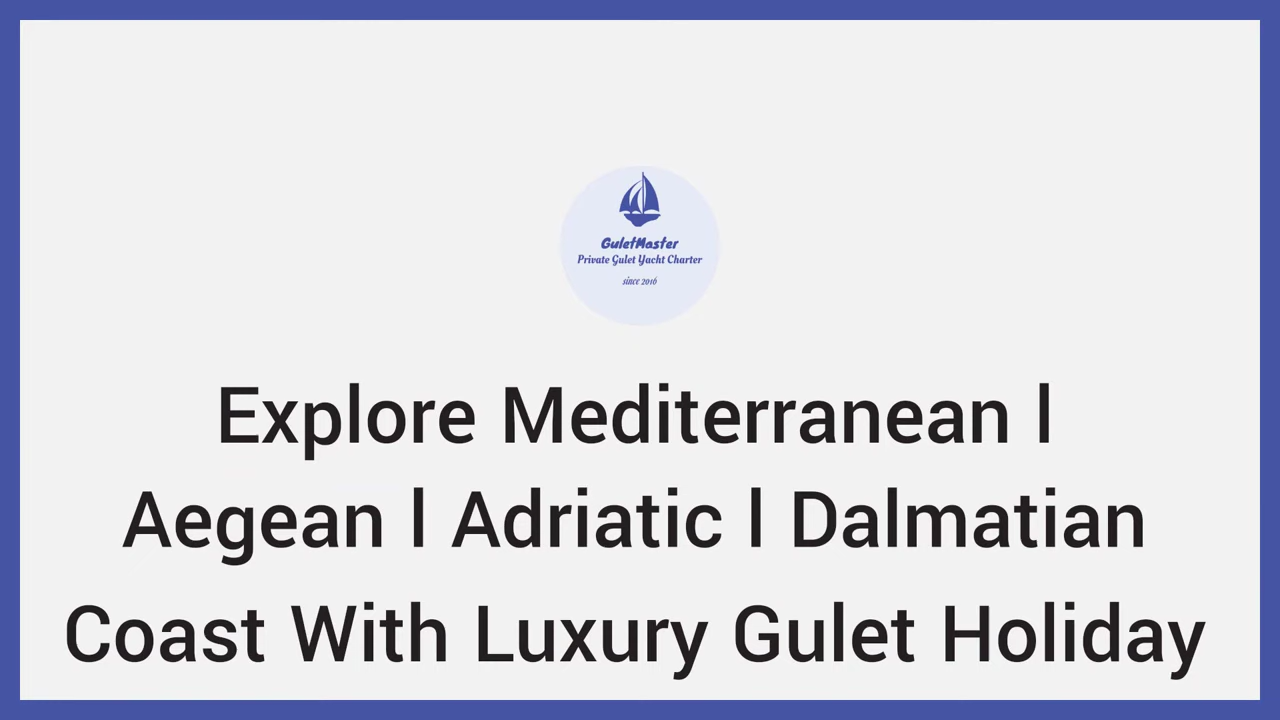 GuletMaster
Private Gulet Yacht Charter
since 2016
Explore Mediterranean l
Aegean l Adriatic l Dalmatian
Coast With Luxury Gulet Holiday